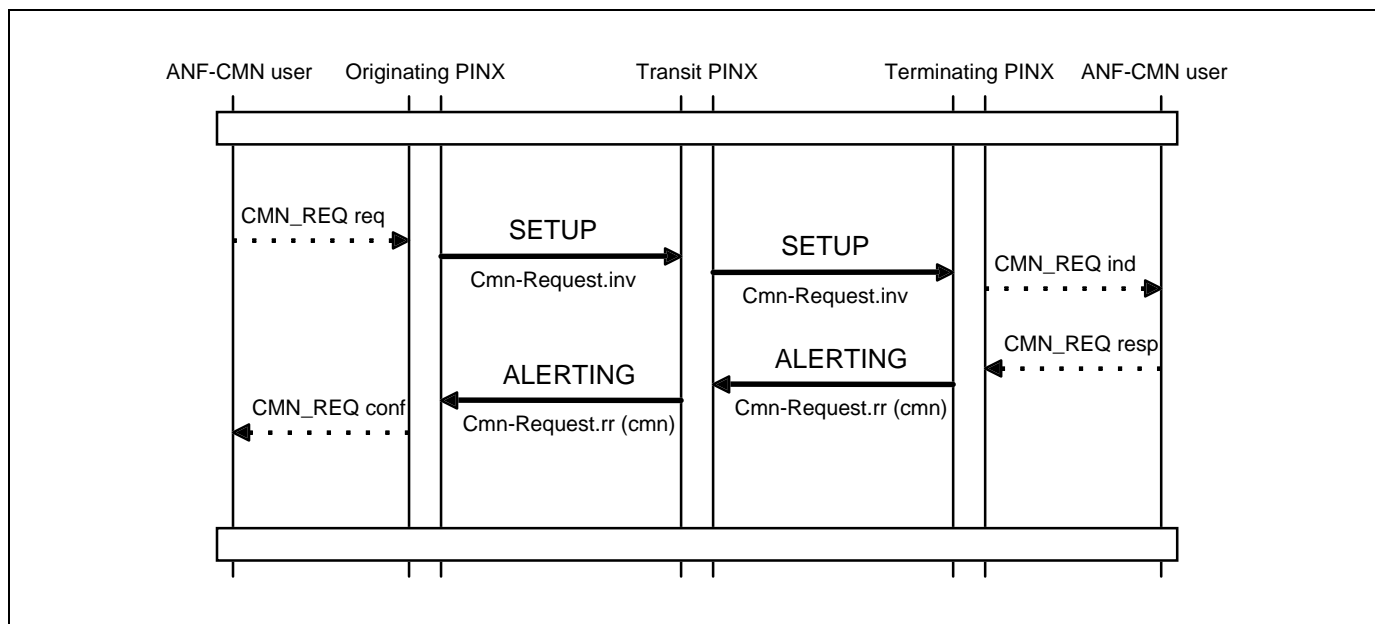 ANF-CMN user Originating PINX Transit PINX Terminating PINX ANF-CMN user
CMN_REQ req
SETUP
SETUP
CMN_REQ ind
Cmn-Request.inv
Cmn-Request.inv
CMN_REQ resp
ALERTING
ALERTING
CMN_REQ conf
Cmn-Request.rr (cmn)
Cmn-Request.rr (cmn)